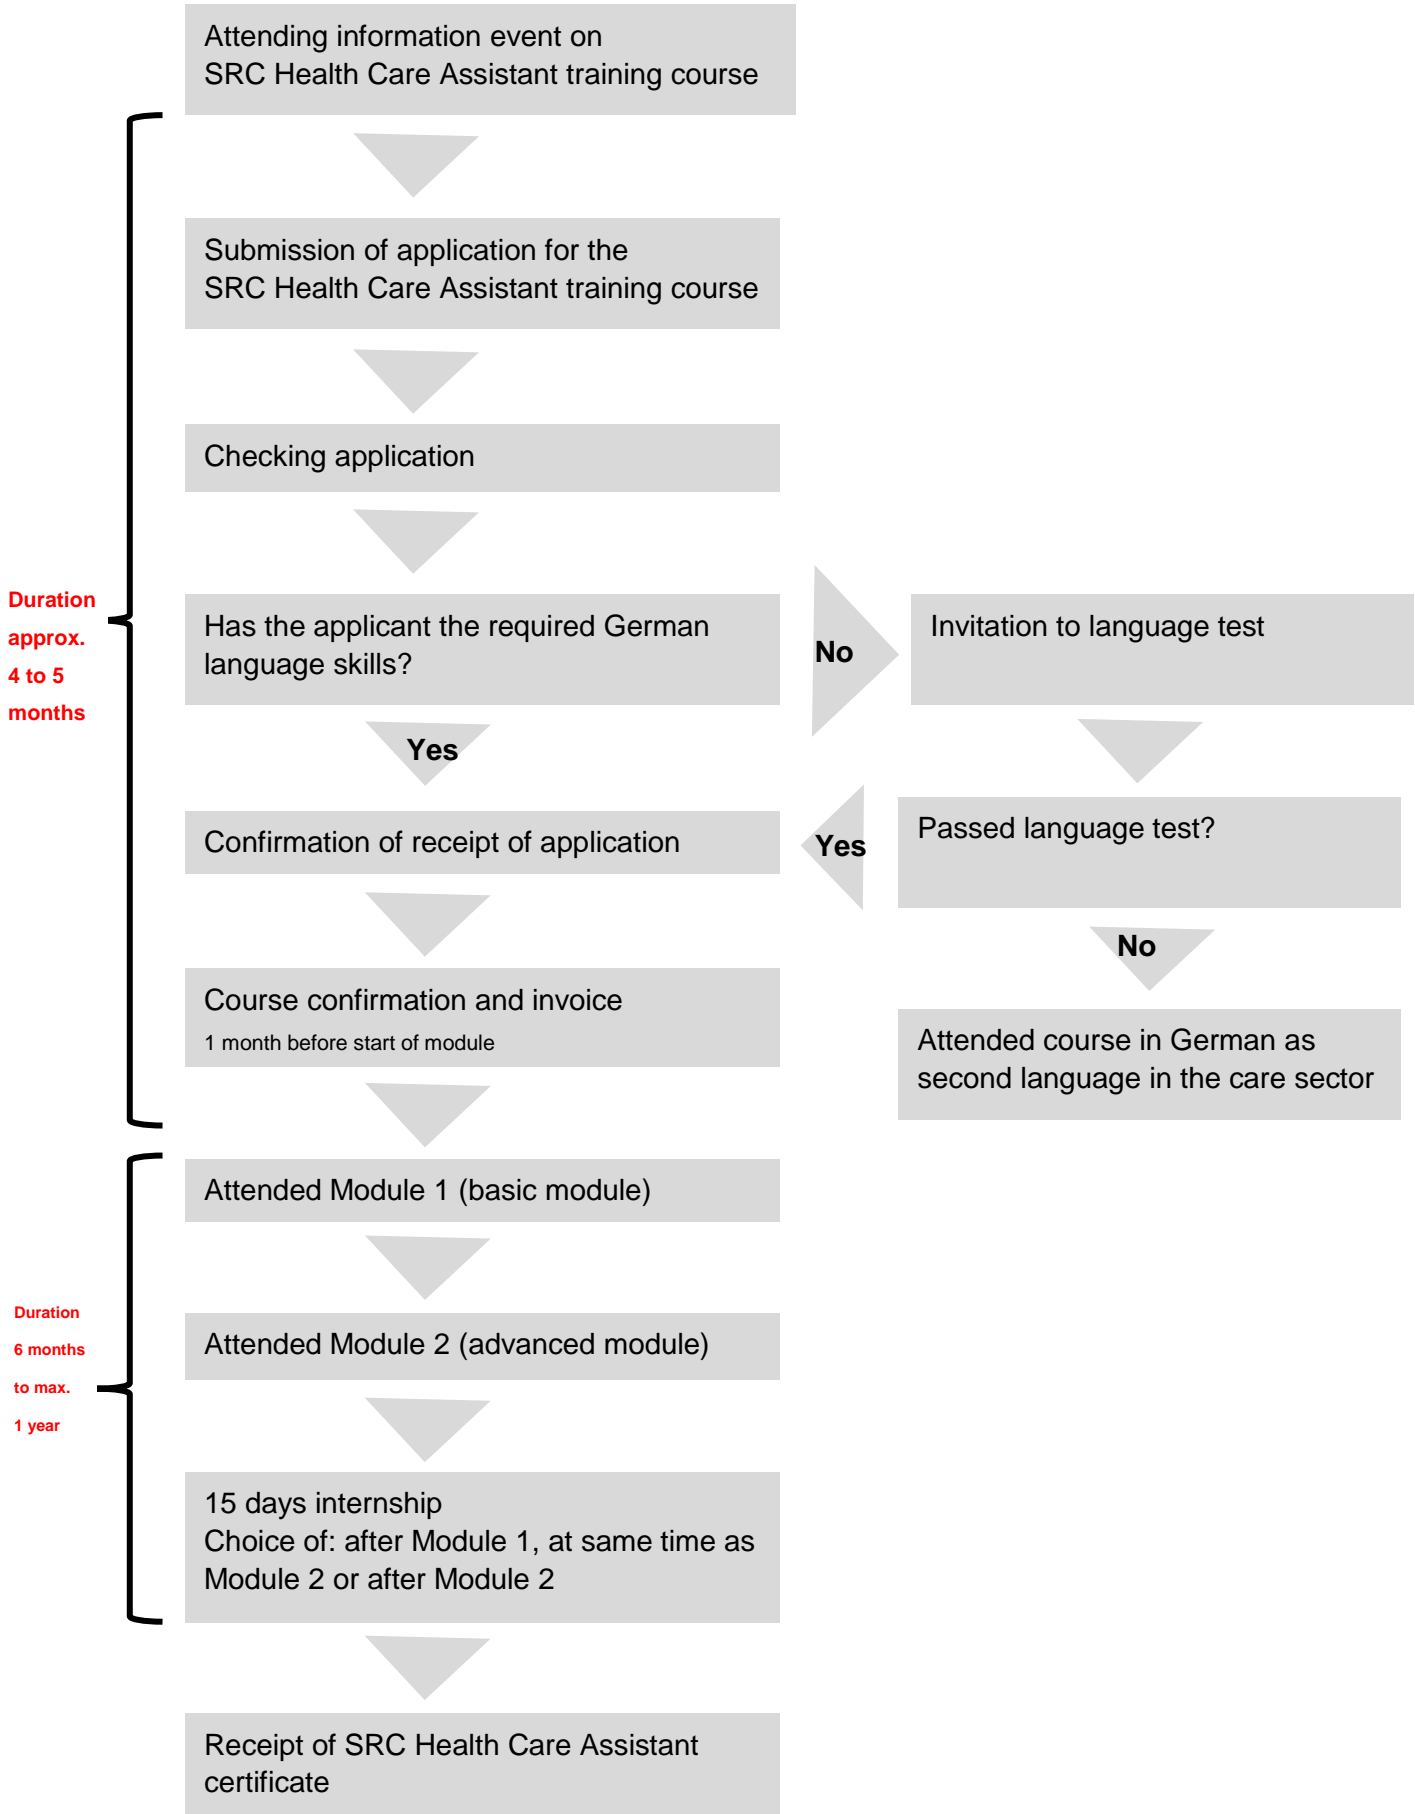 Attending information event on
SRC Health Care Assistant training course
Submission of application for the
SRC Health Care Assistant training course
Checking application
Duration
approx.
4 to 5
months
Has the applicant the required German
language skills?
No
Invitation to language test
Yes
Confirmation of receipt of application
Yes
Passed language test?
No
Course confirmation and invoice
1 month before start of module
Attended course in German as
second language in the care sector
Attended Module 1 (basic module)
Duration
6 months
to max.
1 year
Attended Module 2 (advanced module)
15 days internship
Choice of: after Module 1, at same time as
Module 2 or after Module 2
Receipt of SRC Health Care Assistant
certificate